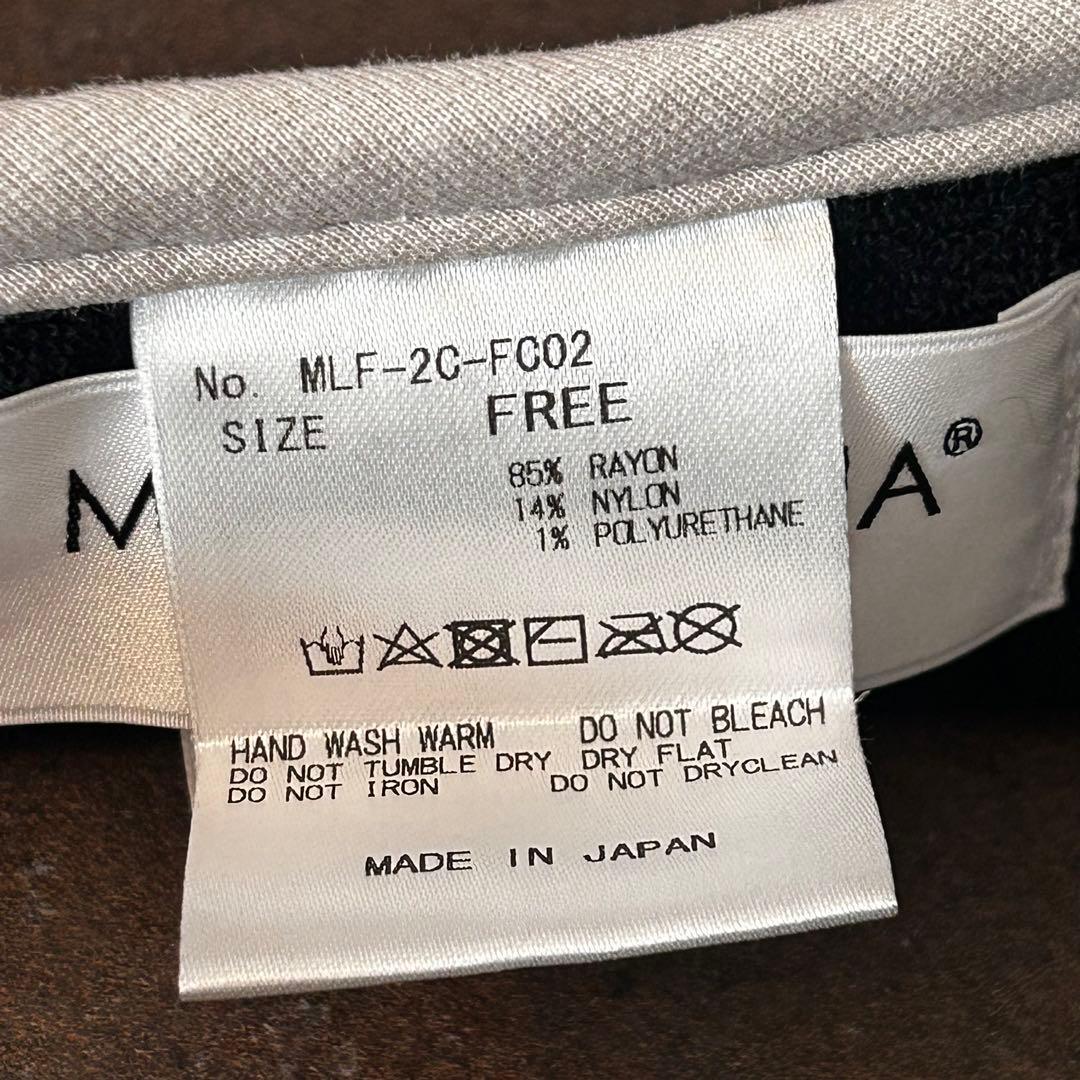 No. MLF-2C-FC02
SIZE FREE
85% RAYON
14% NYLON
1% POLYURETHANE
HAND WASH WARM DO NOT BLEACH
DO NOT TUMBLE DRY DRY FLAT
DO NOT IRON DO NOT DRYCLEAN
MADE IN JAPAN